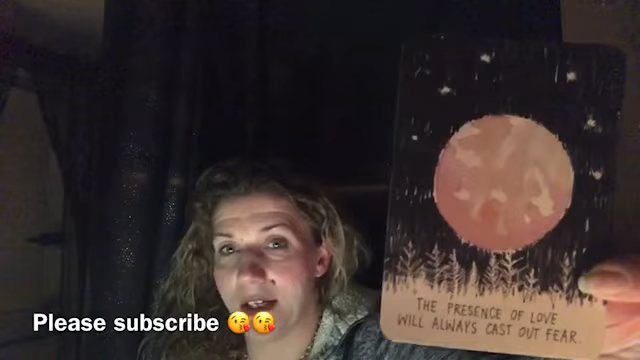 THE PRESENCE OF LOVE
WILL ALWAYS CAST OUT FEAR.
Please subscribe 😘😘